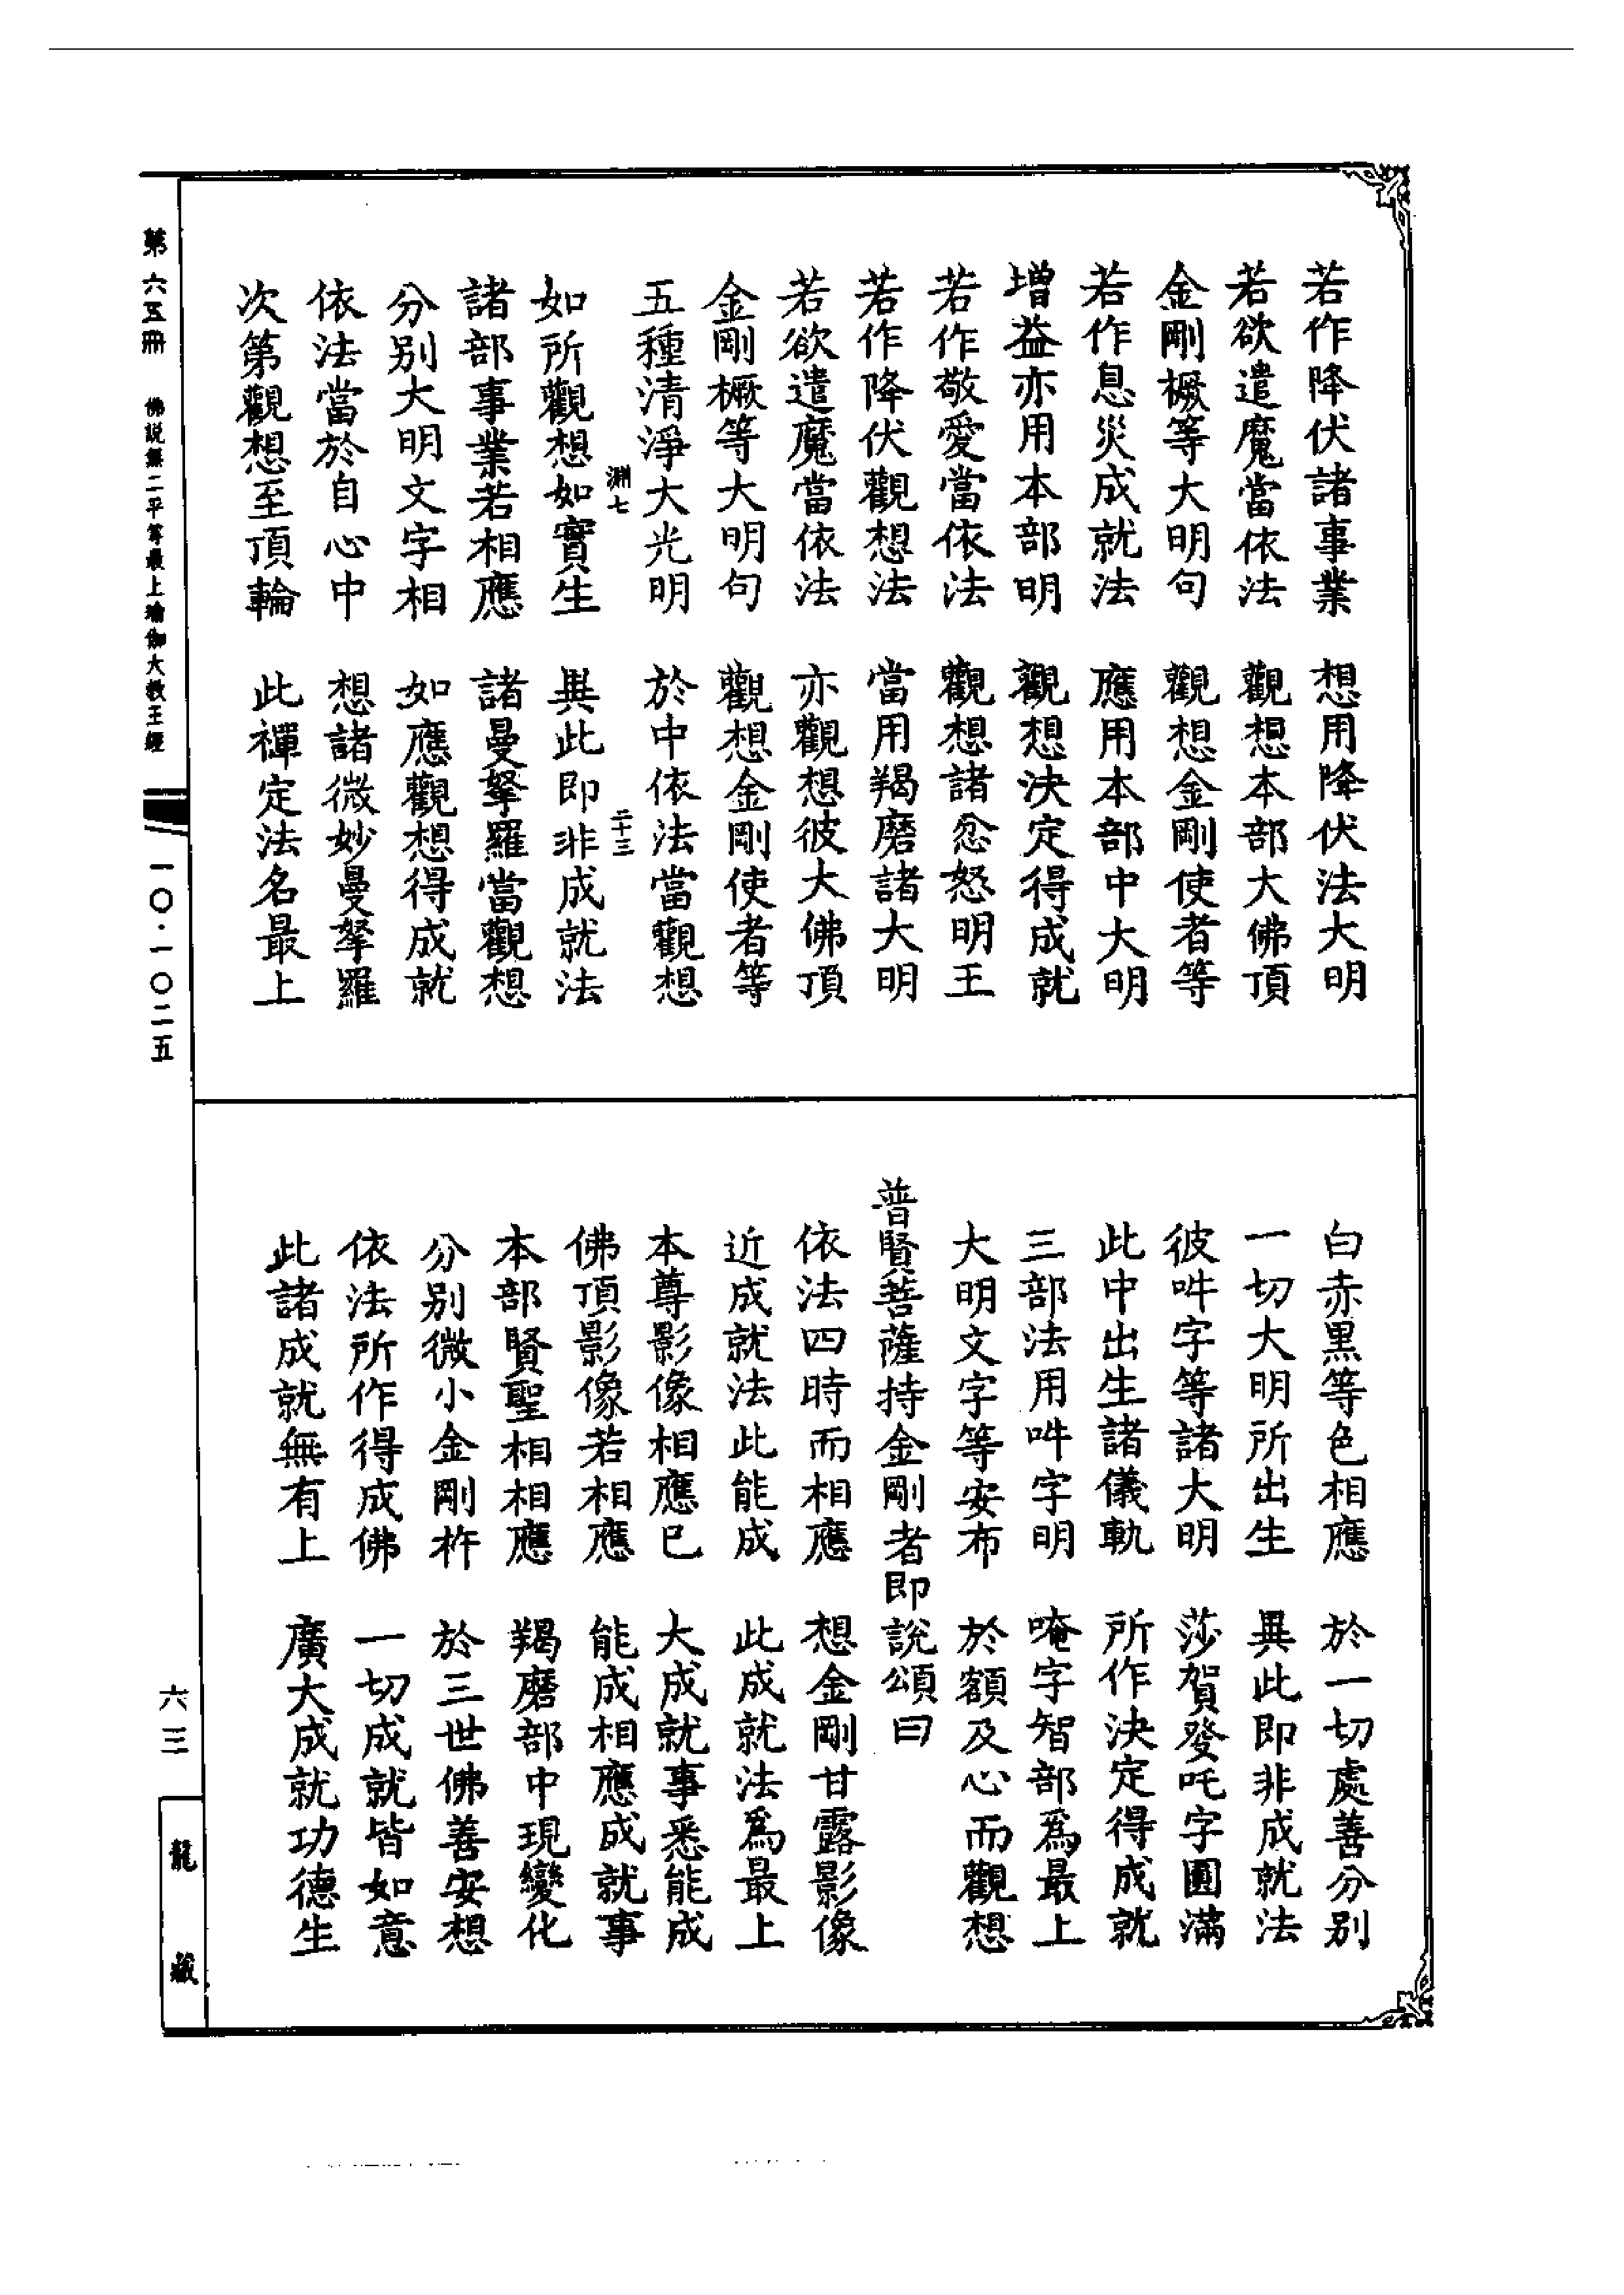 若作降伏諸事業　想用降伏法大明
若欲遣魔當依法　觀想本部大佛頂
金剛橛等大明句　觀想金剛使者等
若作息災成就法　應用本部中大明
增益亦用本部明　觀想決定得成就
若作敬愛當依法　觀想諸忿怒明王
若作降伏觀想法　當用羯磨諸大明
若欲遣魔當依法　亦觀想彼大佛頂
金剛橛等大明句　觀想金剛使者等
五種清淨大光明　於中依法當觀想
淵七　二十三
如所觀想如實生　異此即非成就法
諸部事業若相應　諸曼拏羅當觀想
分別大明文字相　如應觀想得成就
依法當於自心中　想諸微妙曼拏羅
次第觀想至頂輪　此禪定法名最上
白赤黑等色相應　於一切處善分別
一切大明所出生　異此即非成就法
彼吽字等諸大明　莎賀發吒字圓滿
此中出生諸儀軌　所作決定得成就
三部法用吽字明　唵字智部爲最上
大明文字等安布　於額及心而觀想
普賢菩薩持金剛者即說頌曰
依法四時而相應　想金剛甘露影像
近成就法此能成　此成就法爲最上
本尊影像相應已　大成就事悉能成
佛頂影像若相應　能成相應成就事
本部賢聖相相應　羯磨部中現變化
分別微小金剛杵　於三世佛善安想
依法所作得成佛　一切成就皆如意
此諸成就無有上　廣大成就功德生
第六五冊　佛說無二平等最上瑜伽大教王經　一〇·一〇二五
六三
龍藏